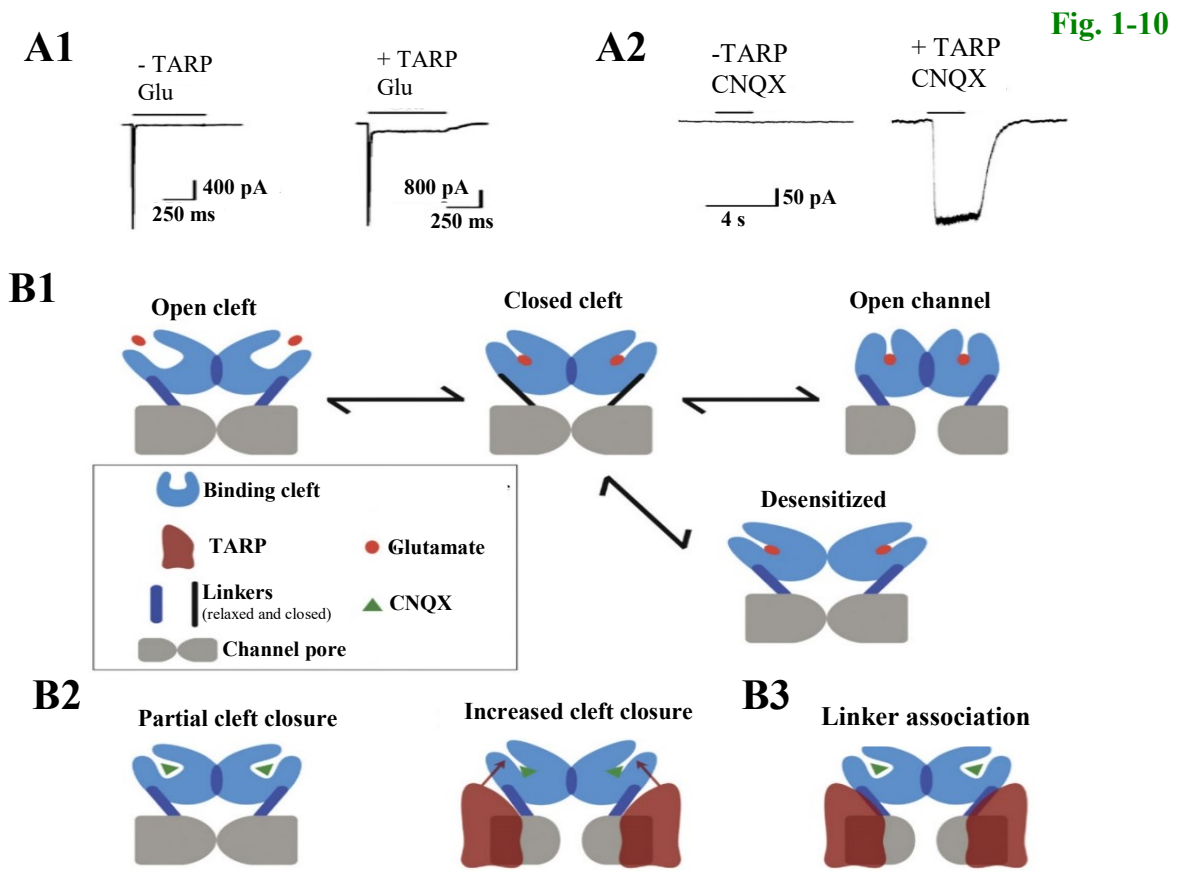 Fig. 1-10
A1
- TARP
Glu
400 pA
250 ms
+ TARP
Glu
800 pA
250 ms
A2
-TARP
CNQX
50 pA
4 s
+ TARP
CNQX
B1
Open cleft
Closed cleft
Open channel
Desensitized
Binding cleft
TARP
Glutamate
Linkers
(relaxed and closed)
CNQX
Channel pore
B2
Partial cleft closure
Increased cleft closure
B3
Linker association